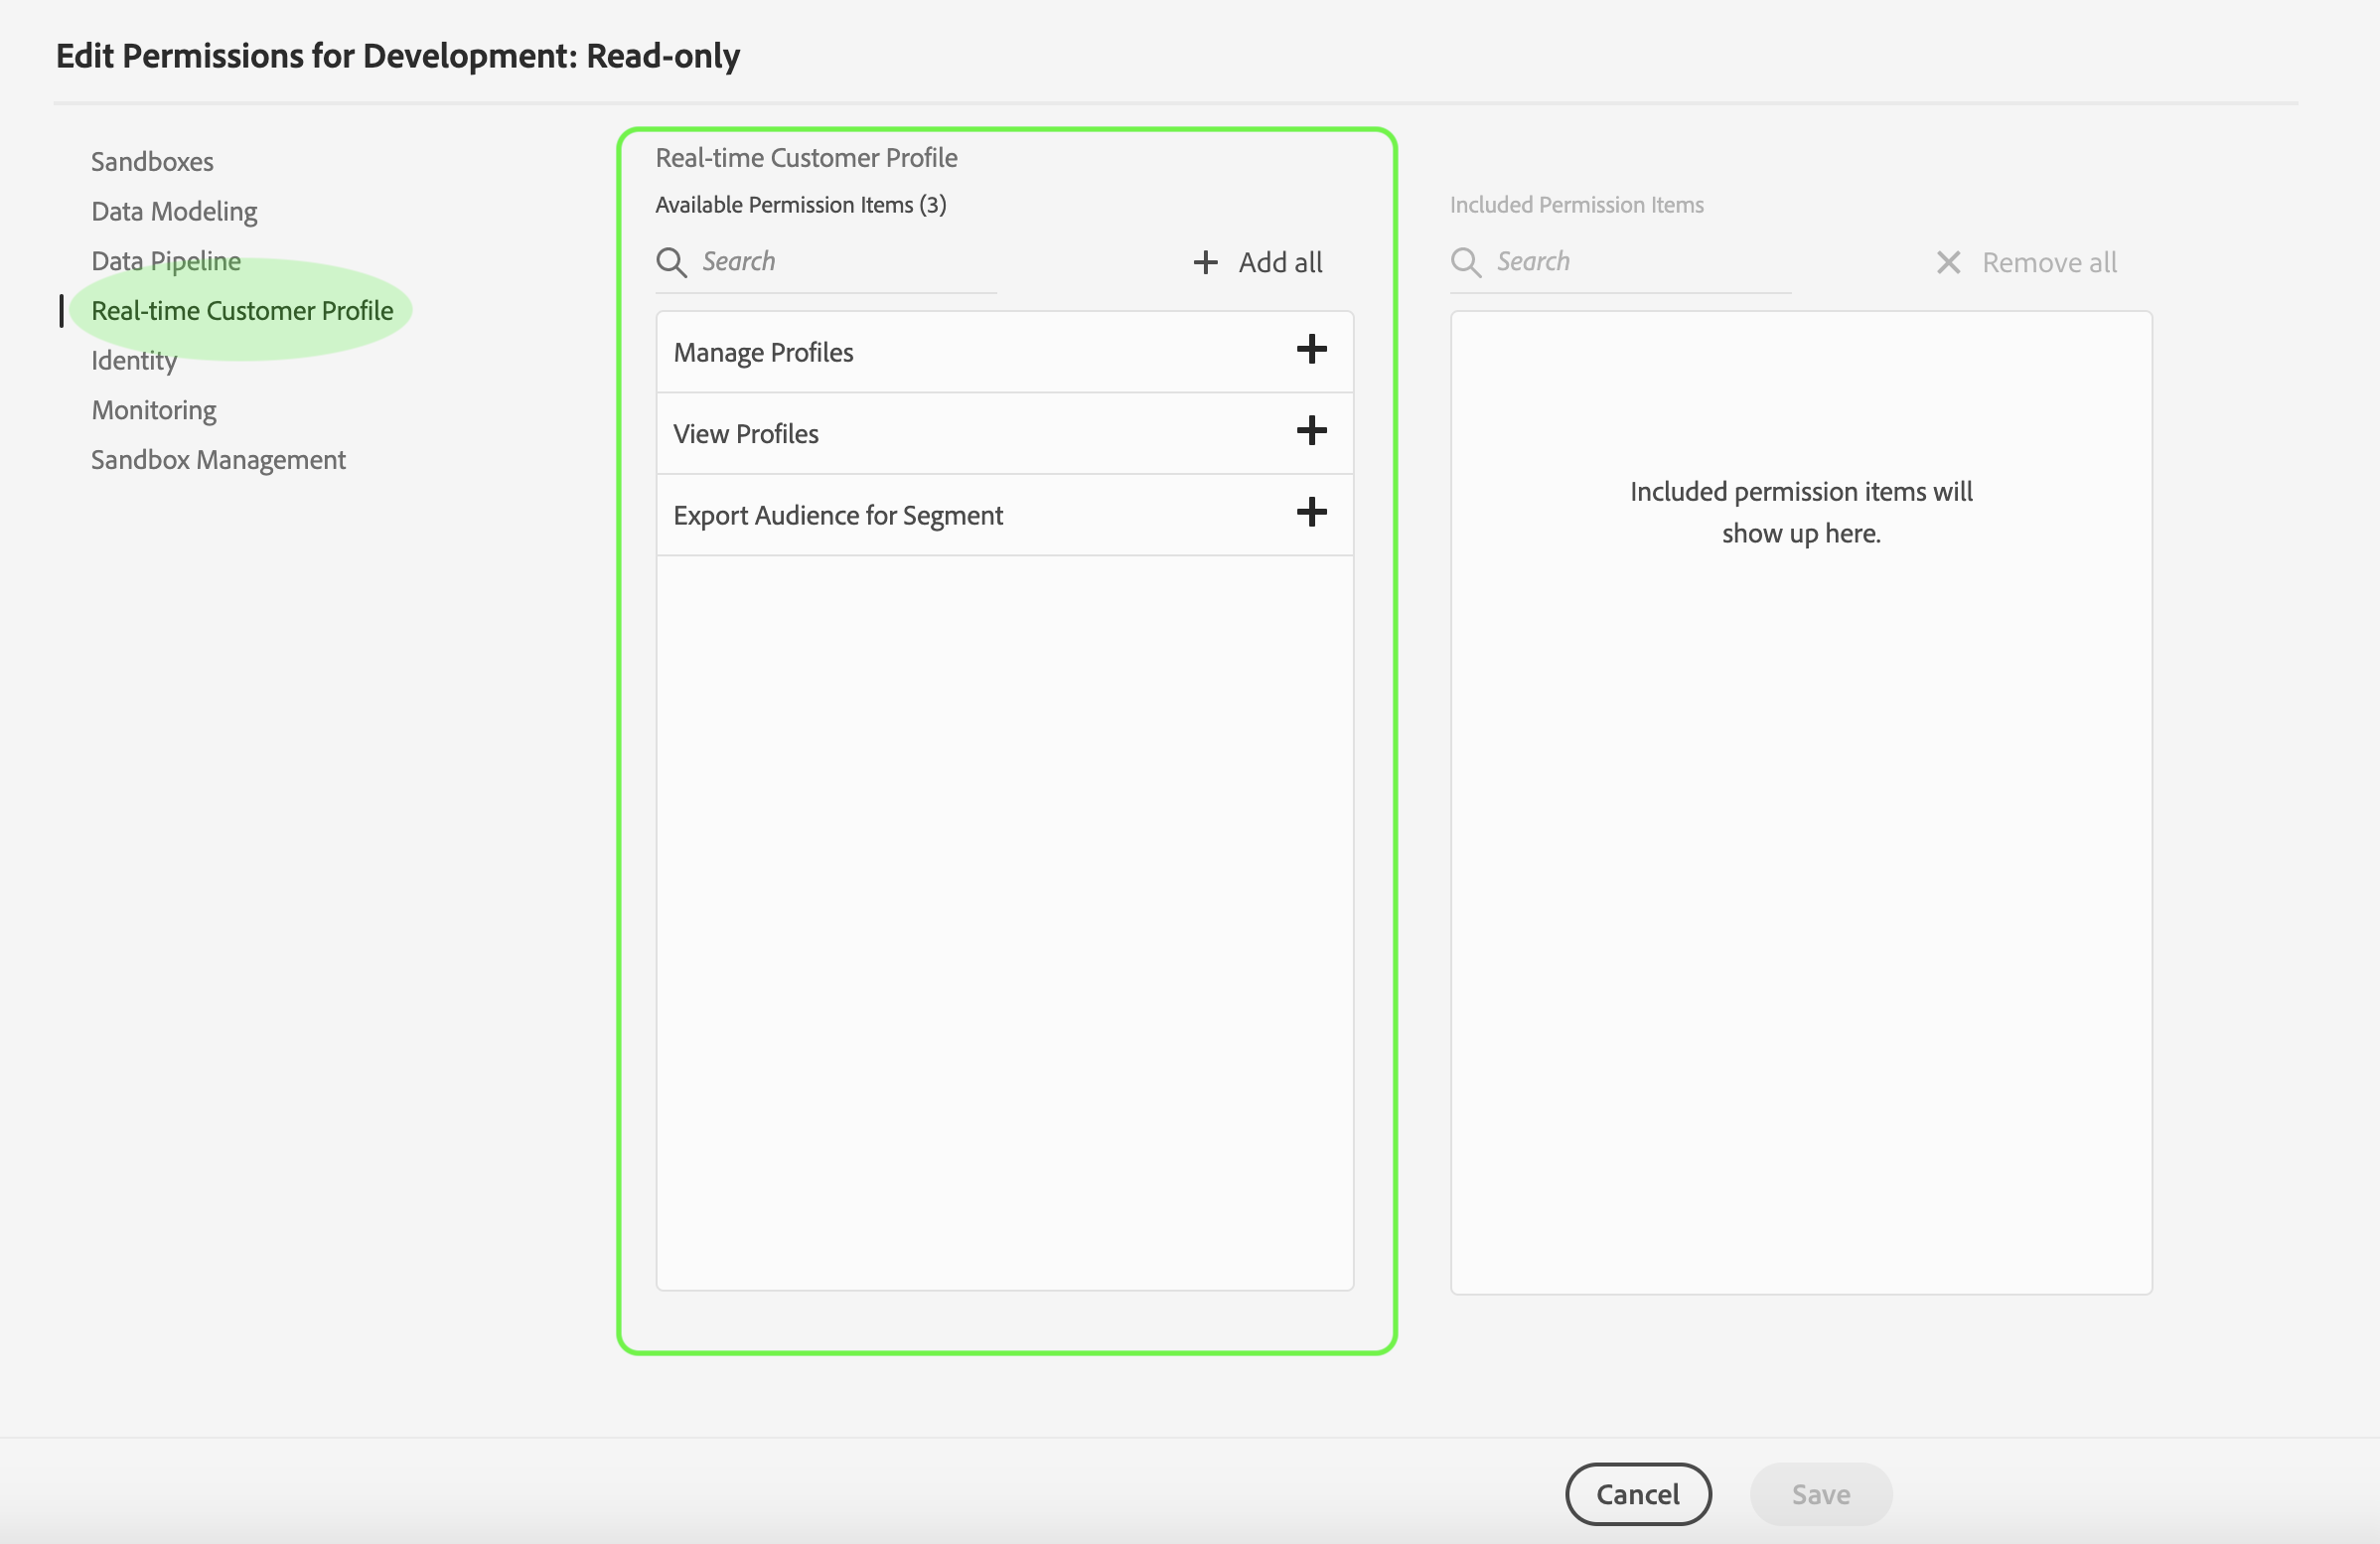 Edit Permissions for Development: Read-only
Sandboxes
Data Modeling
Data Pipeline
Real-time Customer Profile
Identity
Monitoring
Sandbox Management
Real-time Customer Profile
Available Permission Items (3)
Search
Add all
Manage Profiles
View Profiles
Export Audience for Segment
Included Permission Items
Search
Remove all
Included permission items will
show up here.
Cancel
Save